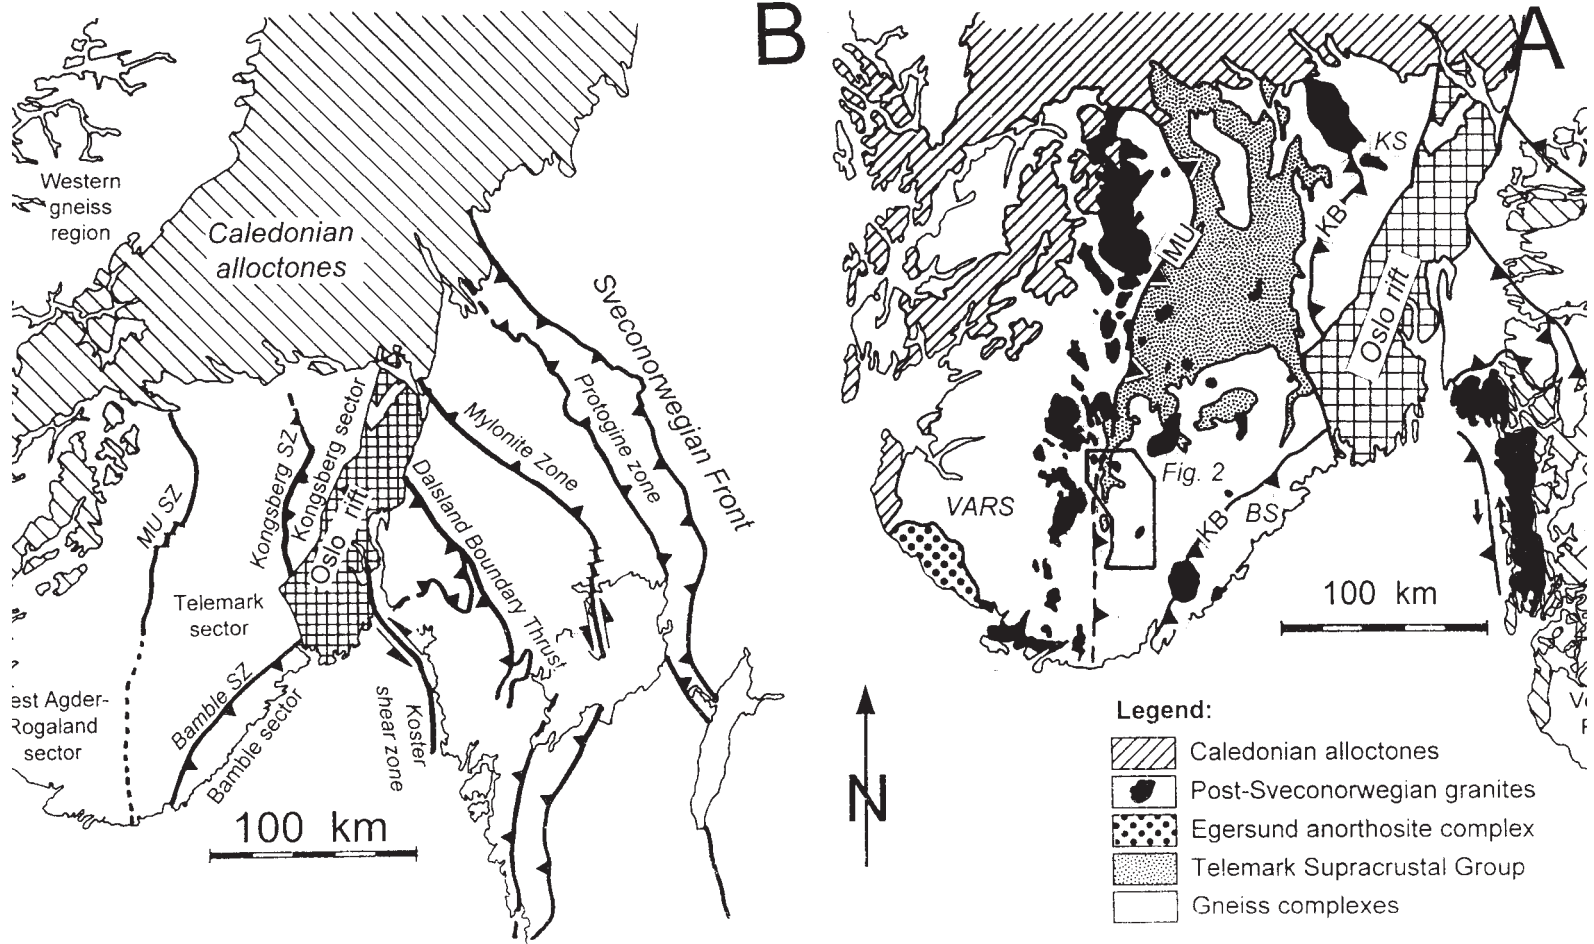 B
Western
gneiss
region
Caledonian
alloctones
Sveconorwegian Front
Protogine zone
Mylonite Zone
Kongsberg SZ
Kongsberg sector
Oslo rift
Dalsland Boundary Thrust
MU SZ
Telemark
sector
est Agder-
Rogaland
sector
Bamble SZ
Bamble sector
Koster
shear zone
100 km
A
KS
KB
MU
Oslo rift
Fig. 2
VARS
KB
BS
100 km
N
Legend:
Caledonian alloctones
Post-Sveconorwegian granites
Egersund anorthosite complex
Telemark Supracrustal Group
Gneiss complexes